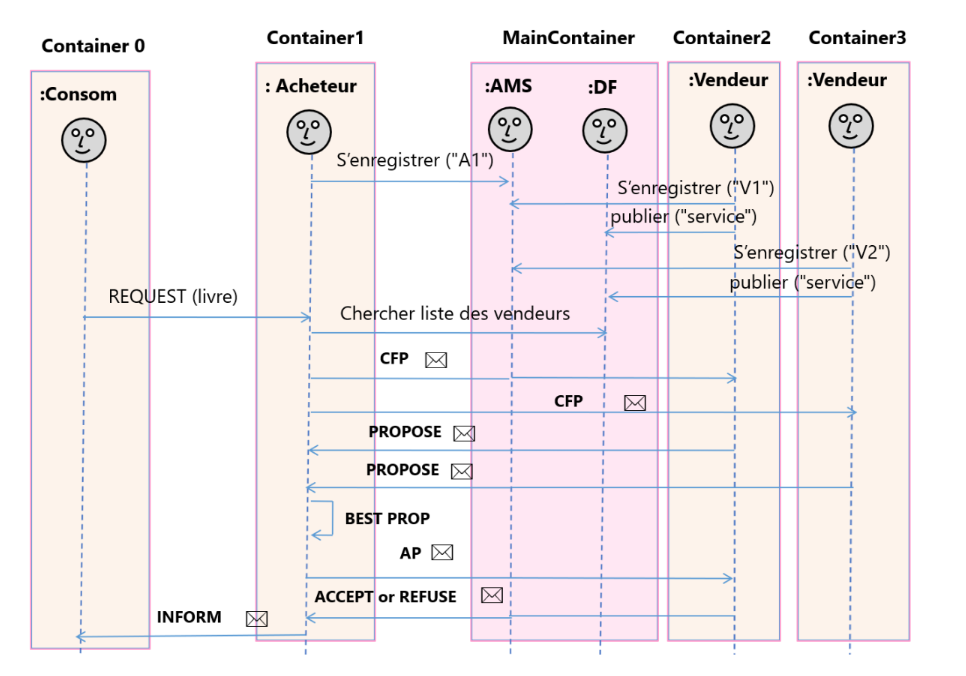 Container 0
Container1
MainContainer
Container2
Container3
:Consom
: Acheteur
:AMS
:DF
:Vendeur
:Vendeur
S'enregistrer ("A1")
S'enregistrer ("V1")
publier ("service")
S'enregistrer ("V2")
publier ("service")
REQUEST (livre)
Chercher liste des vendeurs
CFP
CFP
PROPOSE
PROPOSE
BEST PROP
AP
ACCEPT or REFUSE
INFORM